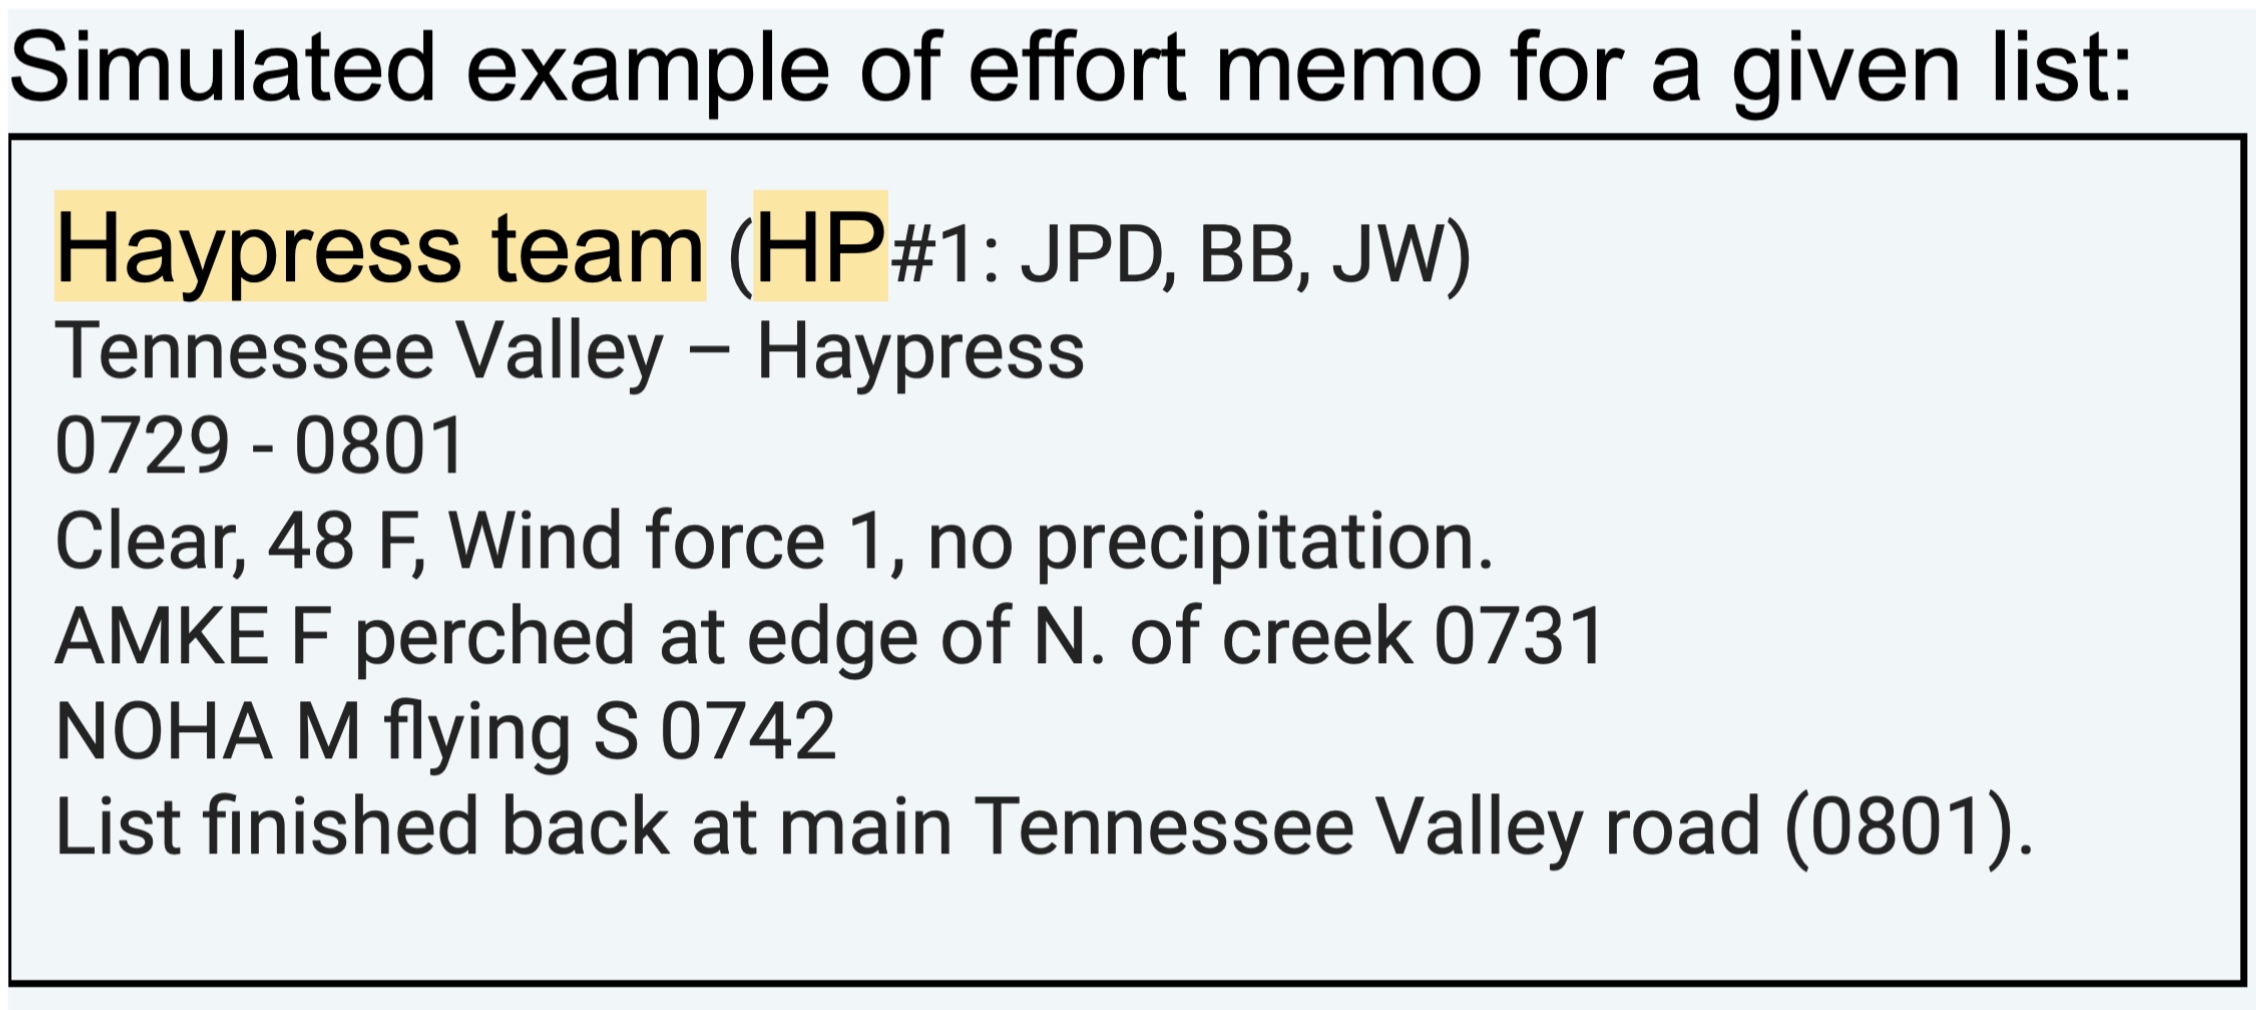 Simulated example of effort memo for a given list:
Haypress team (HP#1: JPD, BB, JW)
Tennessee Valley – Haypress
0729 - 0801
Clear, 48 F, Wind force 1, no precipitation.
AMKE F perched at edge of N. of creek 0731
NOHA M flying S 0742
List finished back at main Tennessee Valley road (0801).